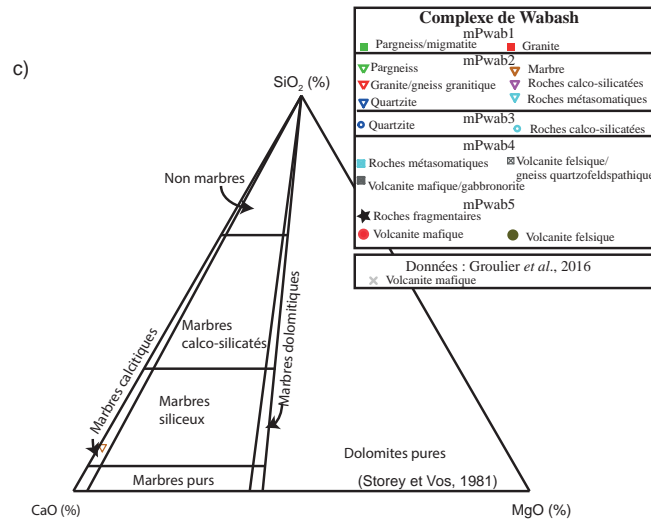 c)
SiO2 (%)
Non marbres
Marbres calcitiques
Marbres
calco-silicatés
Marbres dolomitiques
Marbres
siliceux
Marbres purs
Dolomites pures
(Storey et Vos, 1981)
CaO (%)
MgO (%)
Complexe de Wabash
mPwab1
Pargneiss/migmatite
Granite
mPwab2
Pargneiss
Marbre
Granite/gneiss granitique
Roches calco-silicatées
Quartzite
Roches métasomatiques
mPwab3
Quartzite
Roches calco-silicatées
mPwab4
Roches métasomatiques
Volcanite felsique/
gneiss quartzofeldspathique
Volcanite mafique/gabbronorite
mPwab5
Roches fragmentaires
Volcanite mafique
Volcanite felsique
Données : Groulier et al., 2016
Volcanite mafique